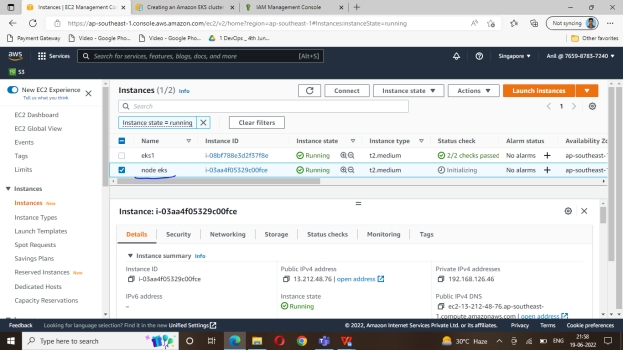 Instances | EC2 Management Co
Creating an Amazon EKS cluster
IAM Management Console
https://ap-southeast-1.console.aws.amazon.com/ec2/v2/home?region=ap-southeast-1#Instances:instanceState=running
Not syncing
Payment Gateway
Video - Google Pho...
Video - Google Pho...
1 DevOps _ 4th Jun...
Other favorites
aws
Services
Search for services, features, blogs, docs, and more
[Alt+S]
Singapore
Anil @ 7659-8783-7240
S3
New EC2 Experience
Tell us what you think
EC2 Dashboard
EC2 Global View
Events
Tags
Limits
Instances
Instances New
Instance Types
Launch Templates
Spot Requests
Savings Plans
Reserved Instances New
Dedicated Hosts
Capacity Reservations
Instances (1/2) Info
Connect
Instance state
Actions
Launch instances
Search
1
Instance state = running
Clear filters
Name Instance ID Instance state Instance type Status check Alarm status Availability Zo
eks1 i-08bf788e3d2f37f8e Running t2.medium 2/2 checks passed No alarms + ap-southeast-
node eks i-03aa4f05329c00fce Running t2.medium Initializing No alarms + ap-southeast-
Instance: i-03aa4f05329c00fce
Details Security Networking Storage Status checks Monitoring Tags
Instance summary Info
Instance ID
i-03aa4f05329c00fce
Public IPv4 address
13.212.48.76 | open address
Private IPv4 addresses
192.168.126.46
IPv6 address
–
Instance state
Running
Public IPv4 DNS
ec2-13-212-48-76.ap-southeast-
1.compute.amazonaws.com | open address
Feedback
Looking for language selection? Find it in the new Unified Settings
© 2022, Amazon Internet Services Private Ltd. or its affiliates.
Privacy
Terms
Cookie preferences
Type here to search
30°C Haze
ENG
21:58
19-06-2022